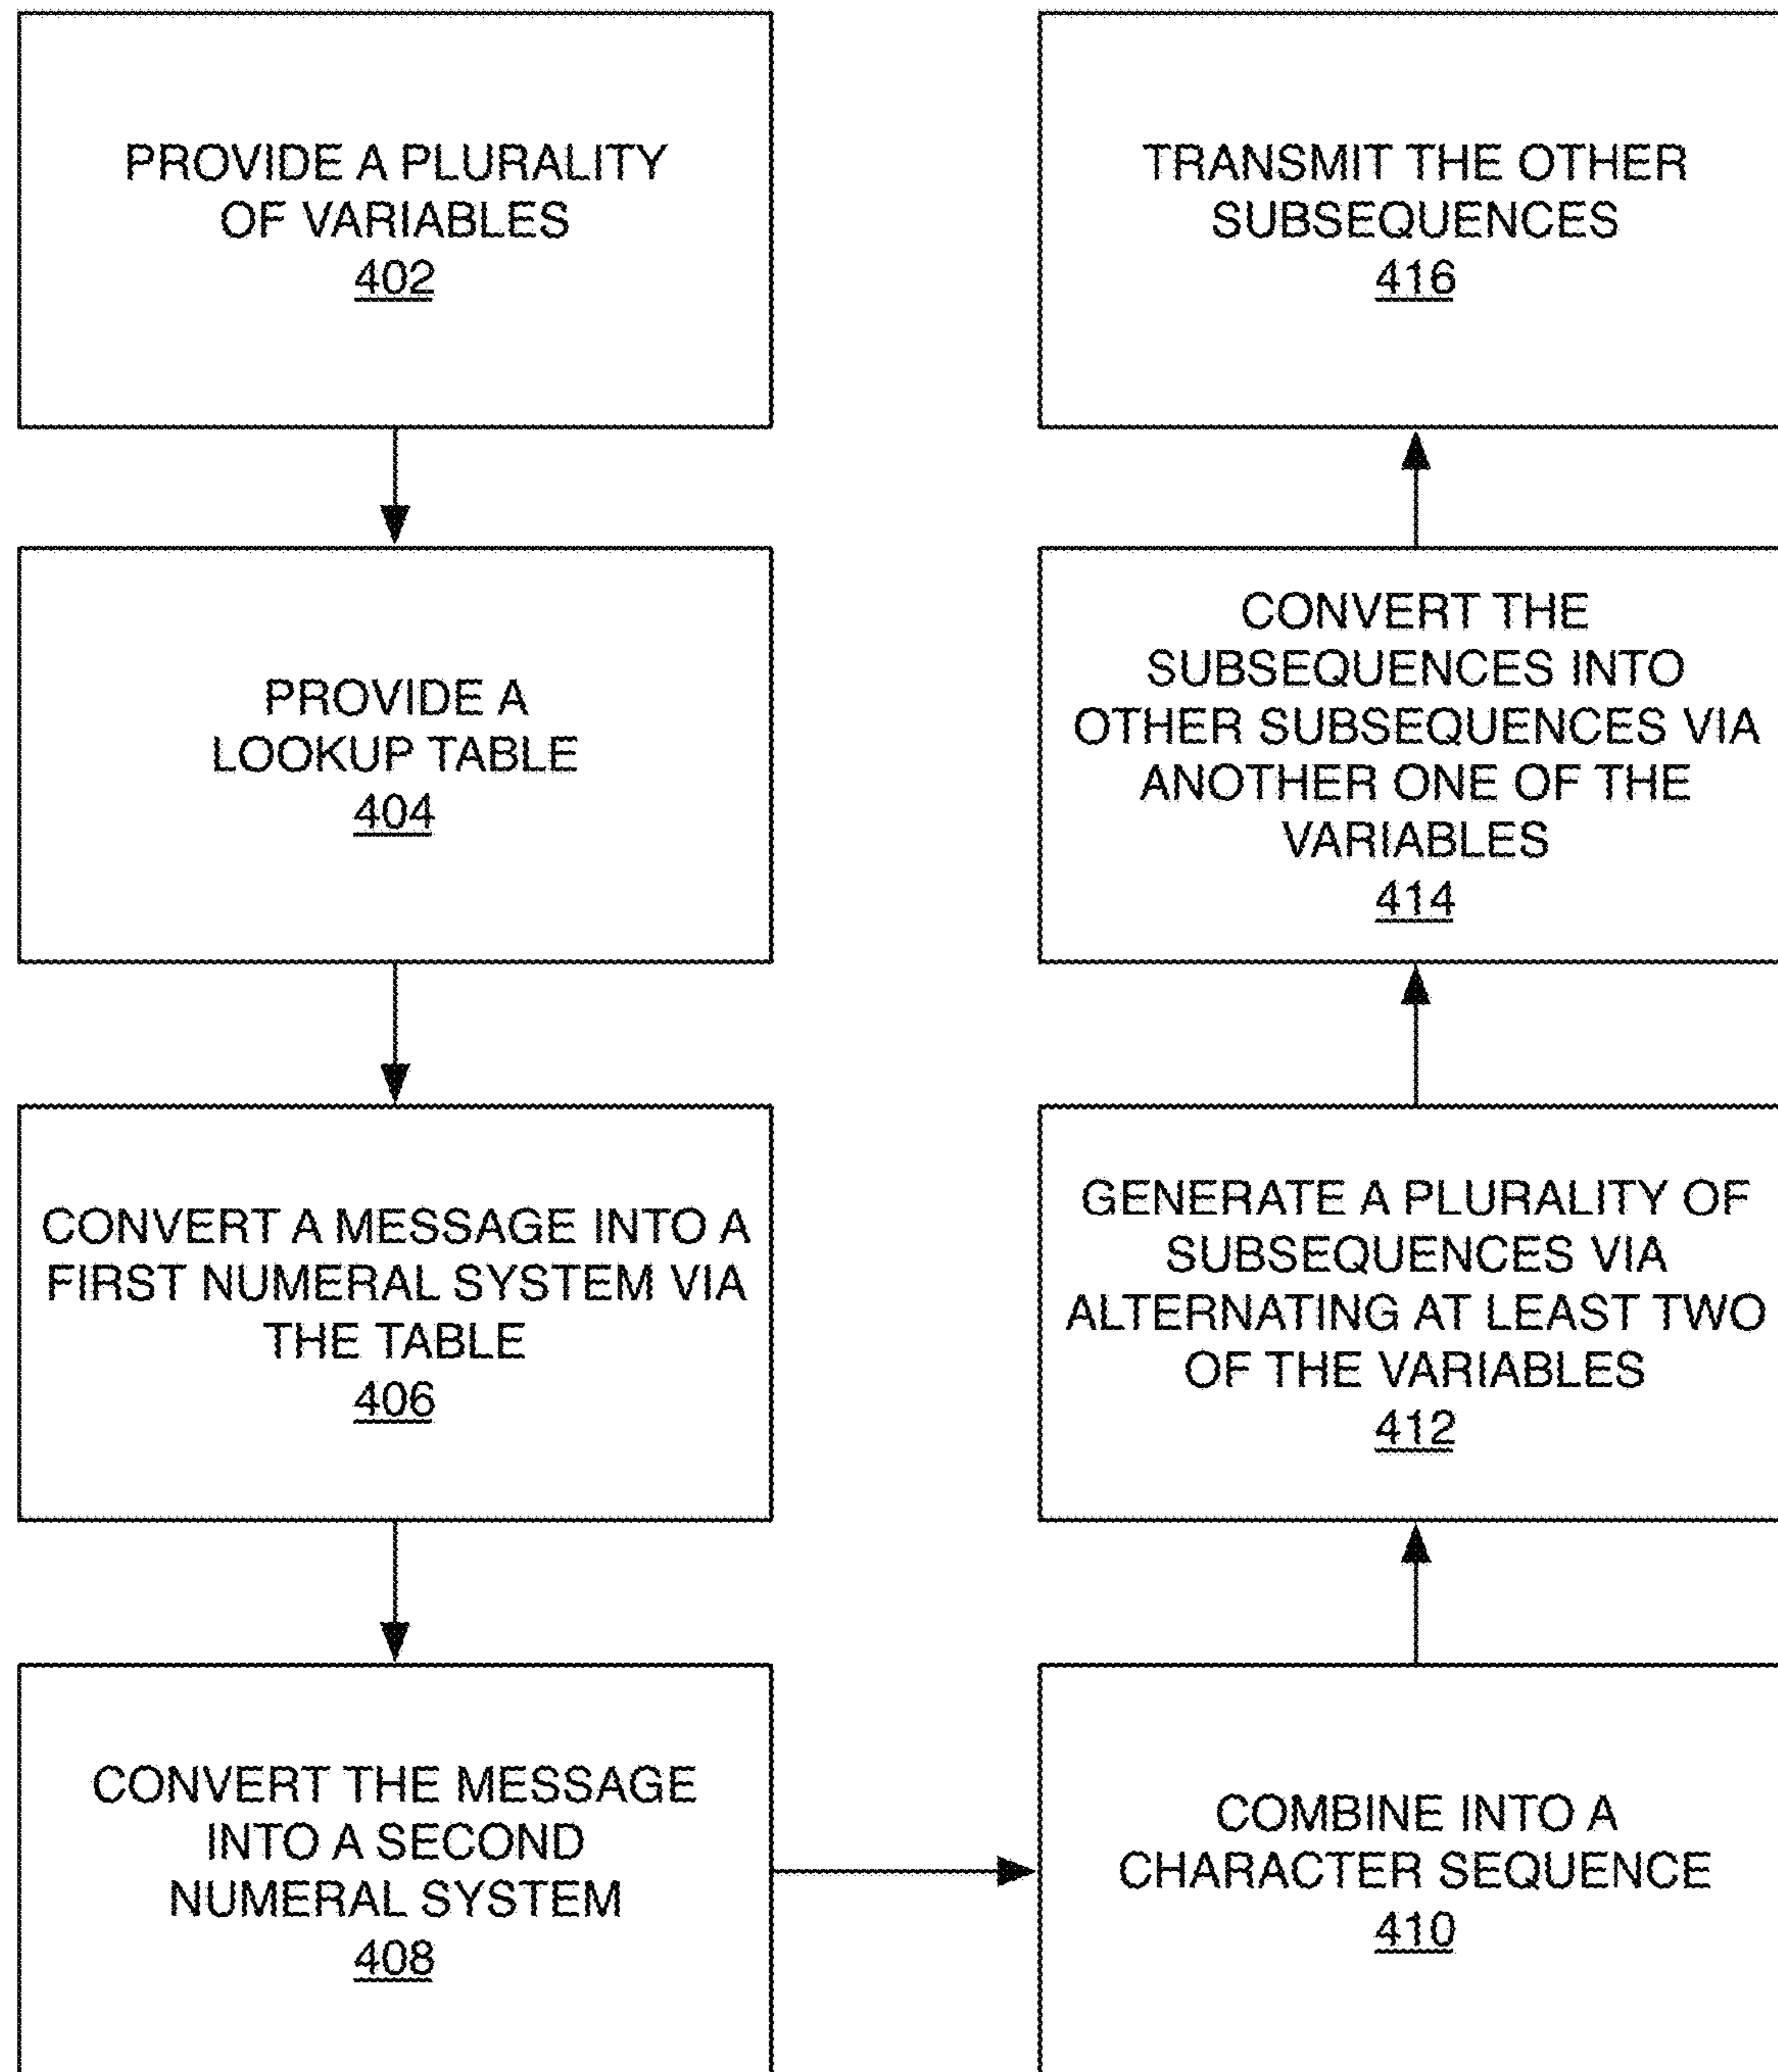 PROVIDE A PLURALITY
OF VARIABLES
402
PROVIDE A
LOOKUP TABLE
404
CONVERT A MESSAGE INTO A
FIRST NUMERAL SYSTEM VIA
THE TABLE
406
CONVERT THE MESSAGE
INTO A SECOND
NUMERAL SYSTEM
408
COMBINE INTO A
CHARACTER SEQUENCE
410
GENERATE A PLURALITY OF
SUBSEQUENCES VIA
ALTERNATING AT LEAST TWO
OF THE VARIABLES
412
CONVERT THE
SUBSEQUENCES INTO
OTHER SUBSEQUENCES VIA
ANOTHER ONE OF THE
VARIABLES
414
TRANSMIT THE OTHER
SUBSEQUENCES
416